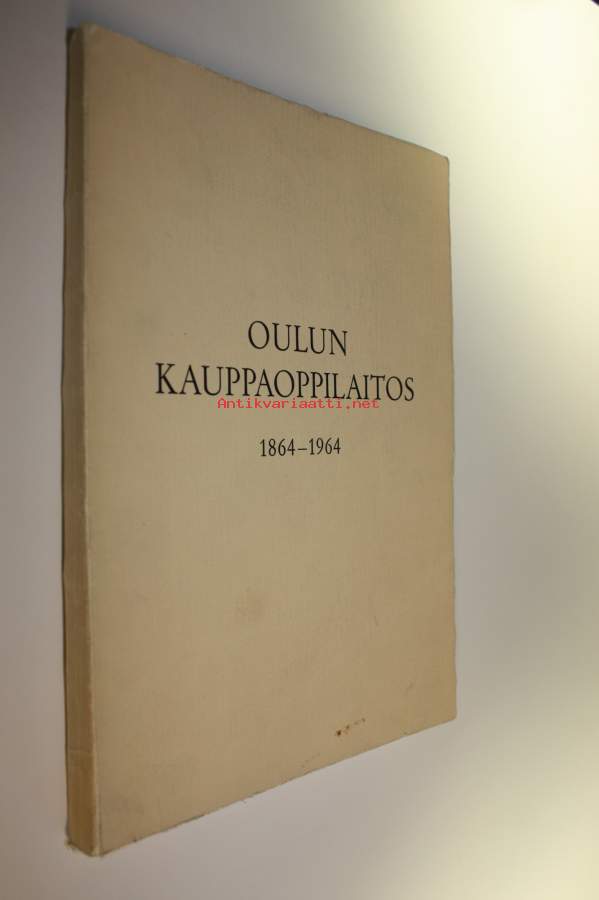 OULUN
KAUPPAOPPILAITOS
Antikvariaatti.net
1864–1964